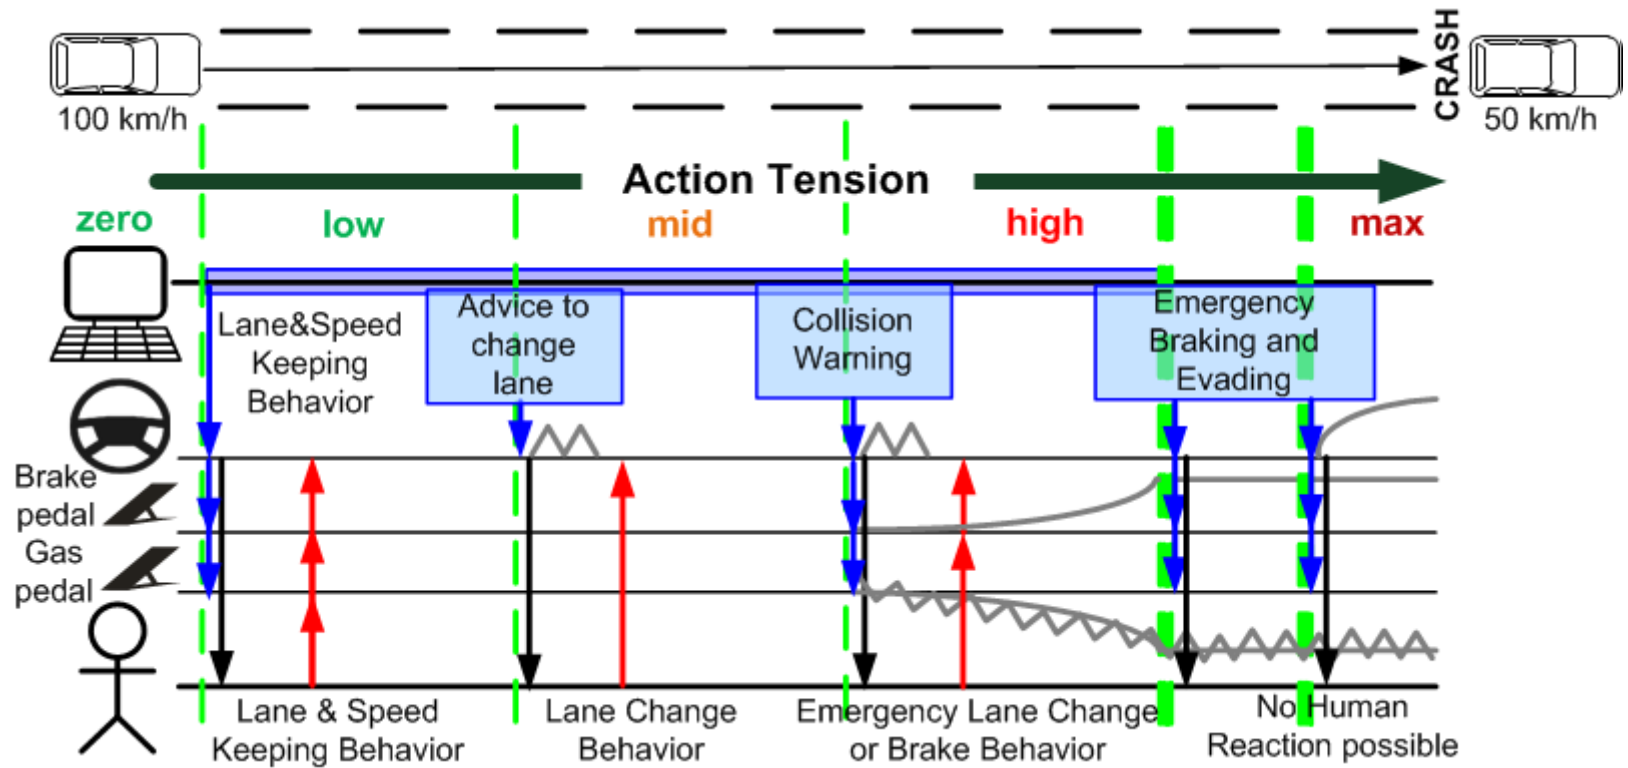 CRASH
100 km/h
50 km/h
Action Tension
zero
low
mid
high
max
Lane&Speed
Keeping
Behavior
Advice to
change
lane
Collision
Warning
Emergency
Braking and
Evading
Brake
pedal
Gas
pedal
Lane & Speed
Keeping Behavior
Lane Change
Behavior
Emergency Lane Change
or Brake Behavior
No Human
Reaction possible